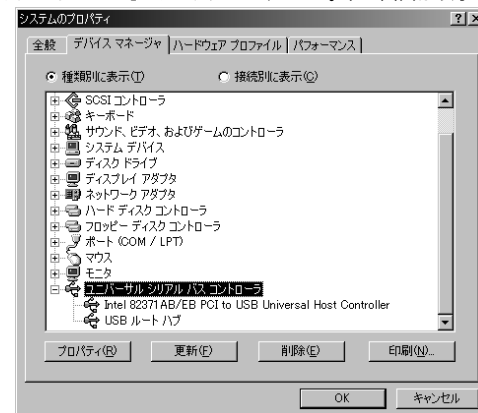 システムのプロパティ
全般 デバイス マネージャ ハードウェア プロファイル パフォーマンス
種類別に表示(T) 接続別に表示(C)
SCSI コントローラ
キーボード
サウンド、ビデオ、およびゲームのコントローラ
システム デバイス
ディスク ドライブ
ディスプレイ アダプタ
ネットワーク アダプタ
ハード ディスク コントローラ
フロッピー ディスク コントローラ
ポート (COM / LPT)
マウス
モニタ
ユニバーサル シリアル バス コントローラ
Intel 82371AB/EB PCI to USB Universal Host Controller
USB ルート ハブ
プロパティ(R) 更新(F) 削除(E) 印刷(N)...
OK キャンセル